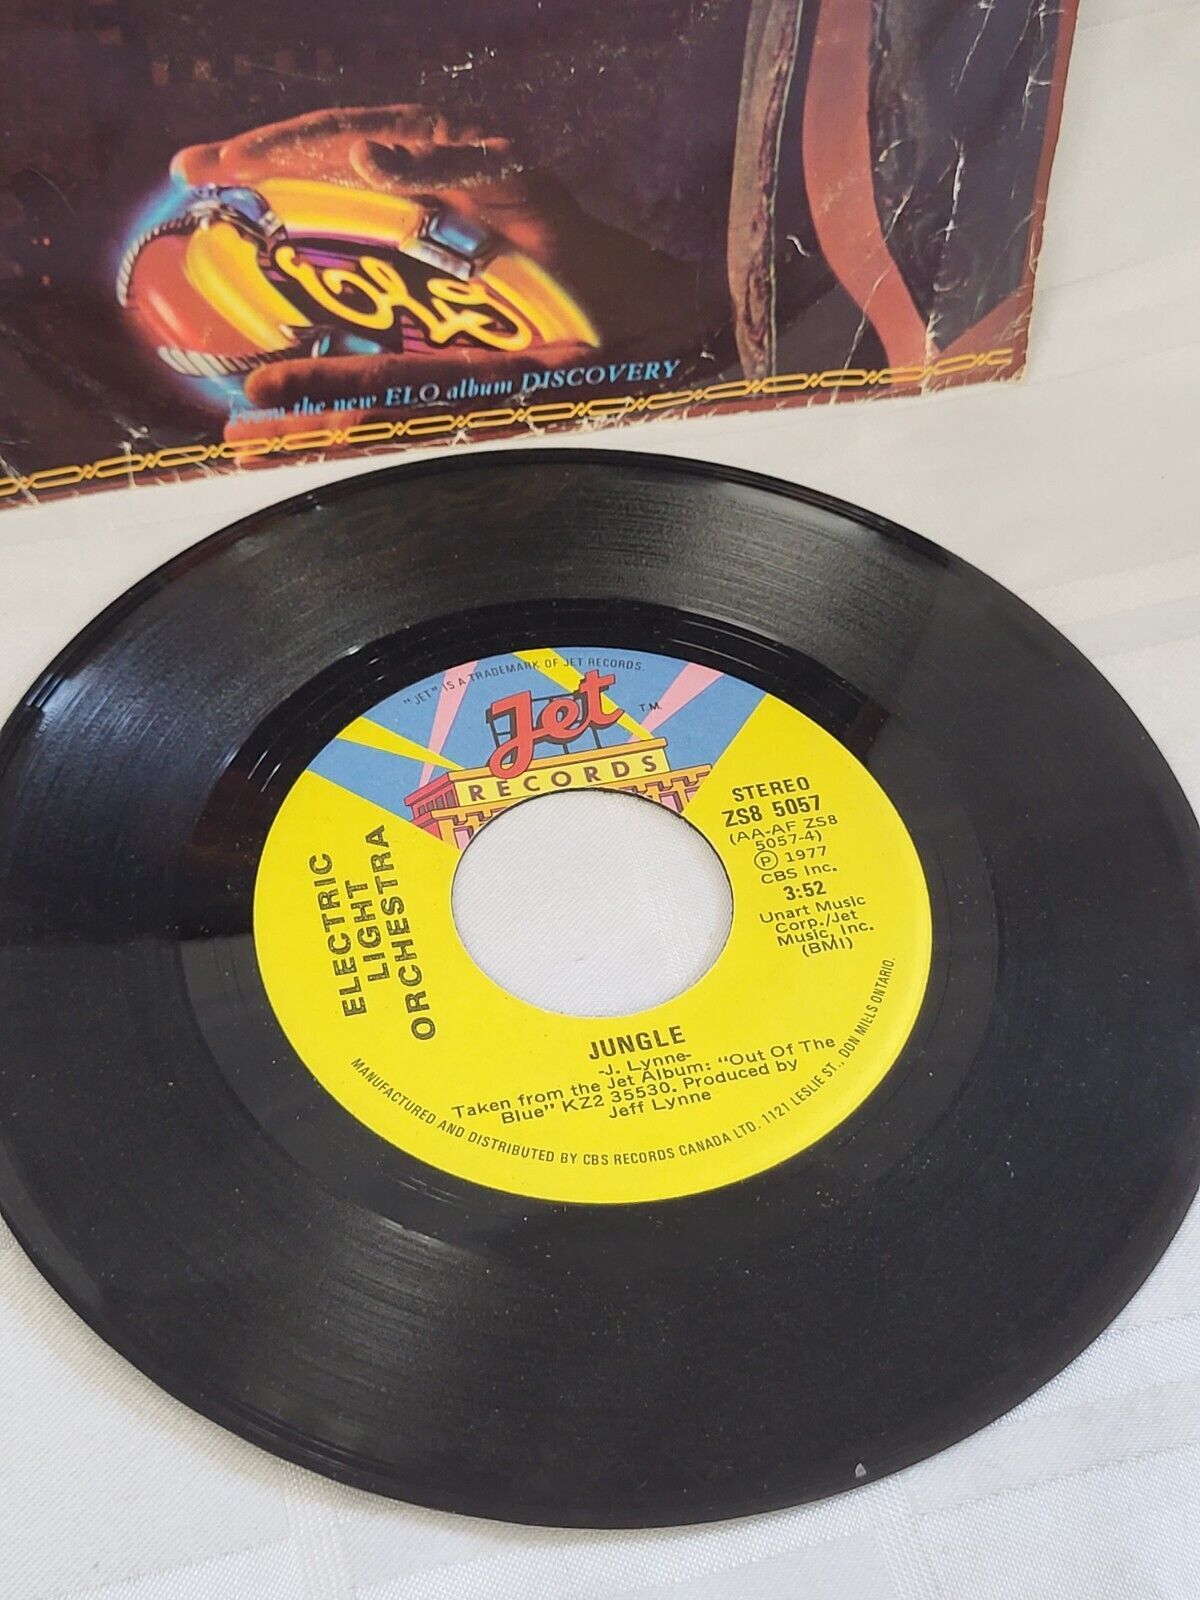 ELO
From the new ELO album DISCOVERY
"JET" IS A TRADEMARK OF JET RECORDS.
Jet
T.M.
RECORDS
STEREO
ZS8 5057
(AA-AF ZS8
5057-4)
Ⓟ 1977
CBS Inc.
3:52
Unart Music
Corp./Jet
Music, Inc.
(BMI)
ELECTRIC
LIGHT
ORCHESTRA
JUNGLE
-J. Lynne-
Taken from the Jet Album: "Out Of The
Blue" KZ2 35530. Produced by
Jeff Lynne
MANUFACTURED AND DISTRIBUTED BY CBS RECORDS CANADA LTD. 1121 LESLIE ST., DON MILLS ONTARIO.